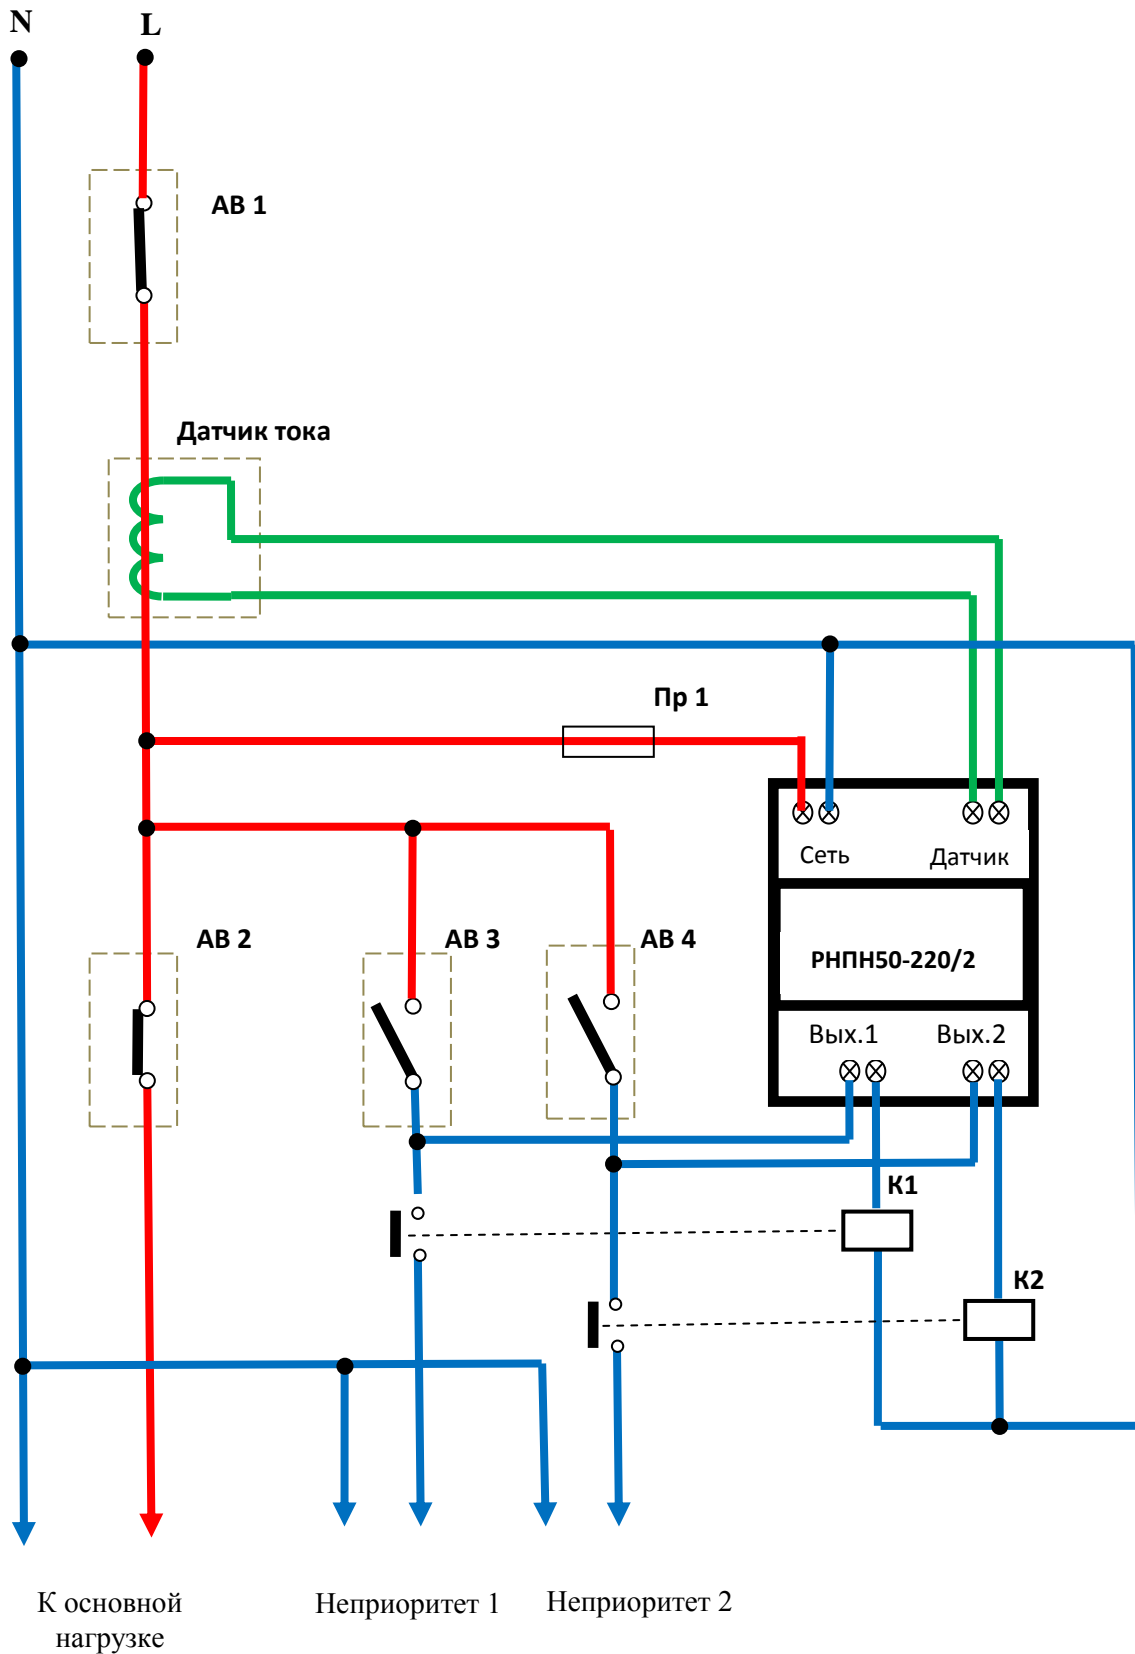 N
L
АВ 1
Датчик тока
Пр 1
Сеть
Датчик
АВ 2
АВ 3
АВ 4
РНПН50-220/2
Вых.1
Вых.2
К1
К2
К основной
нагрузке
Неприоритет 1
Неприоритет 2